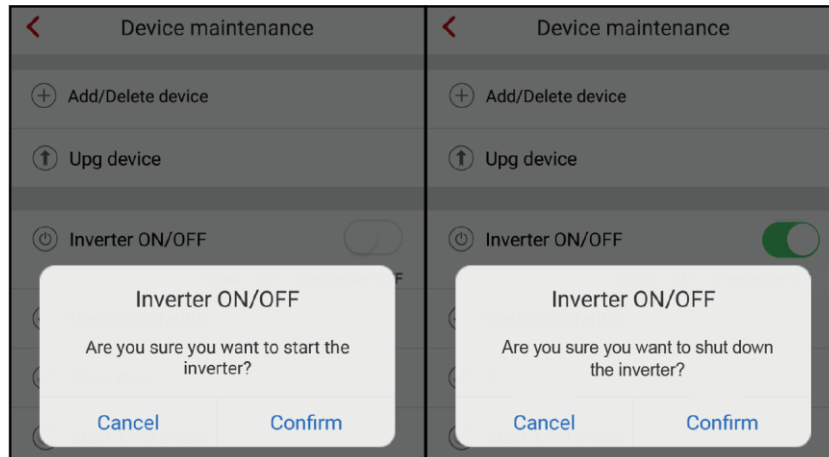 Device maintenance
Add/Delete device
Upg device
Inverter ON/OFF
Inverter ON/OFF
Are you sure you want to start the
inverter?
Cancel Confirm
Device maintenance
Add/Delete device
Upg device
Inverter ON/OFF
Inverter ON/OFF
Are you sure you want to shut down
the inverter?
Cancel Confirm